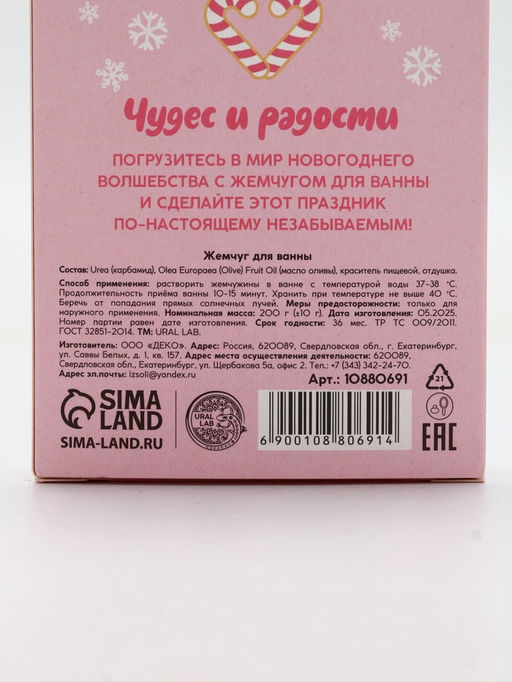 Чудес и радости
ПОГРУЗИТЕСЬ В МИР НОВОГОДНЕГО
ВОЛШЕБСТВА С ЖЕМЧУГОМ ДЛЯ ВАННЫ
И СДЕЛАЙТЕ ЭТОТ ПРАЗДНИК
ПО-НАСТОЯЩЕМУ НЕЗАБЫВАЕМЫМ!
Жемчуг для ванны
Состав: Urea (карбамид), Olea Europaea (Olive) Fruit Oil (масло оливы), краситель пищевой, отдушка.
Способ применения: растворить жемчужины в ванне с температурой воды 37-38 °C.
Продолжительность приёма ванны 10-15 минут. Хранить при температуре не выше 40 °C.
Беречь от попадания прямых солнечных лучей. Меры предосторожности: только для
наружного применения. Номинальная масса: 200 г (±10 г). Дата изготовления: 05.2025.
Номер партии равен дате изготовления. Срок годности: 36 мес. ТР ТС 009/2011.
ГОСТ 32851-2014. ТМ: URAL LAB.
Изготовитель: ООО «ДЕКО». Адрес: Россия, 620089, Свердловская обл., г. Екатеринбург,
ул. Саввы Белых, д. 1, кв. 157. Адрес места осуществления деятельности: 620089,
Свердловская обл., Екатеринбург, ул. Щербакова 5а, офис 2. Тел.: +7 (343) 342-24-70.
Адрес эл.почты: izsoli@yandex.ru
Арт.: 10880691
SIMA
LAND
SIMA-LAND.RU
URAL
LAB
6 900108 806914
21
EAC